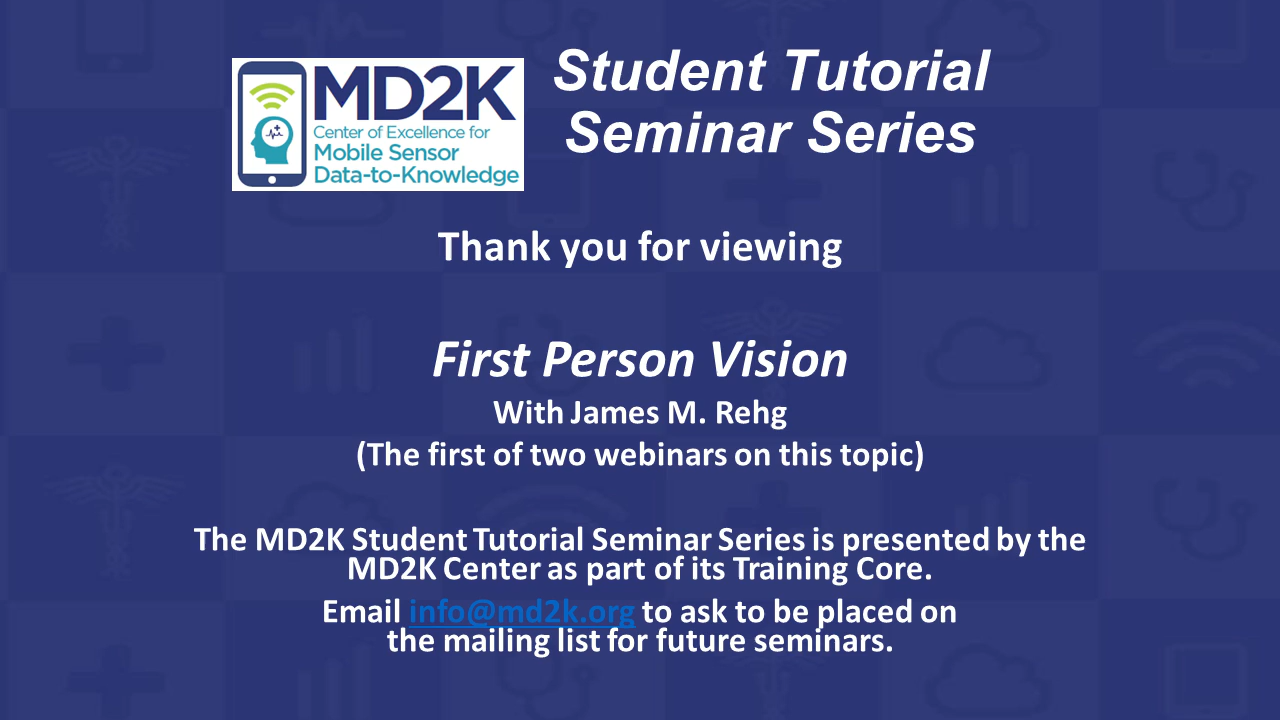 MD2K
Center of Excellence for
Mobile Sensor
Data-to-Knowledge
Student Tutorial
Seminar Series
Thank you for viewing
First Person Vision
With James M. Rehg
(The first of two webinars on this topic)
The MD2K Student Tutorial Seminar Series is presented by the
MD2K Center as part of its Training Core.
Email info@md2k.org to ask to be placed on
the mailing list for future seminars.